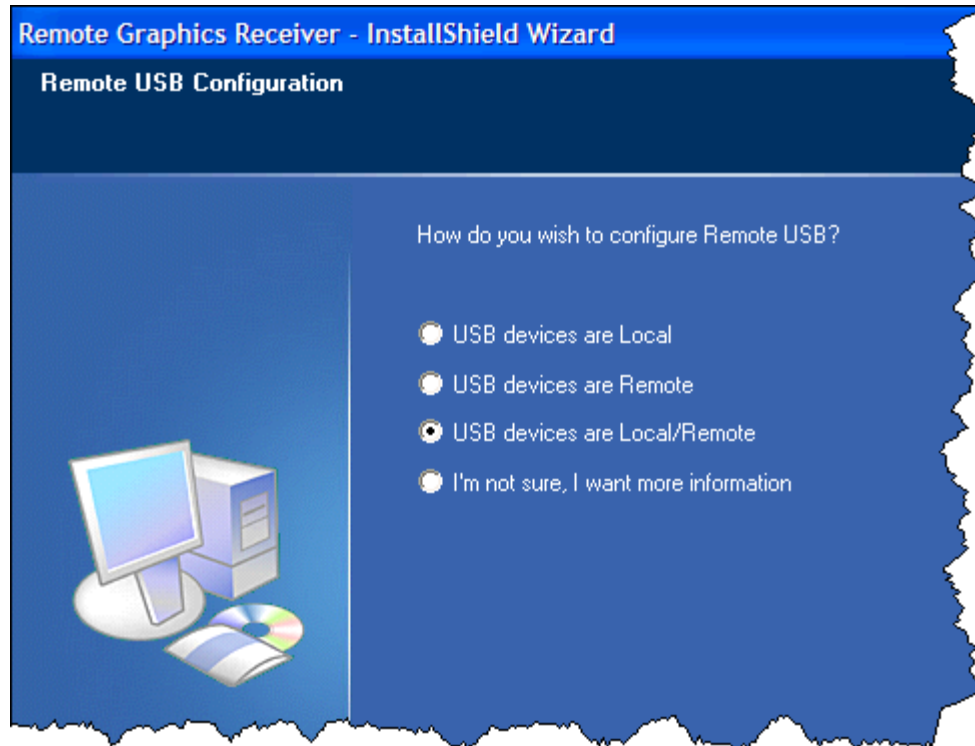 Remote Graphics Receiver - InstallShield Wizard
Remote USB Configuration
How do you wish to configure Remote USB?
USB devices are Local
USB devices are Remote
USB devices are Local/Remote
I'm not sure, I want more information